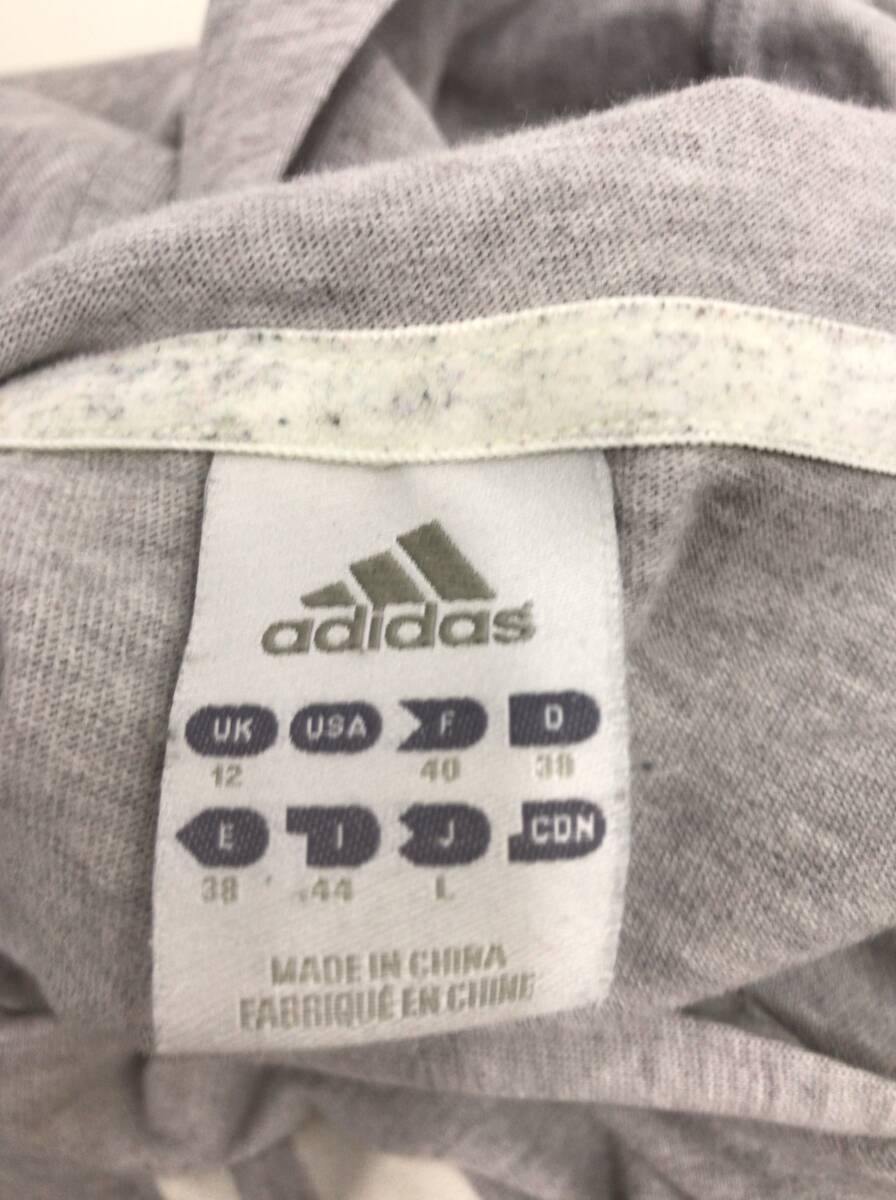 adidas
UK USA F D
12 40 38
E I J CDN
38 44 L
MADE IN CHINA
FABRIQUÉ EN CHINE